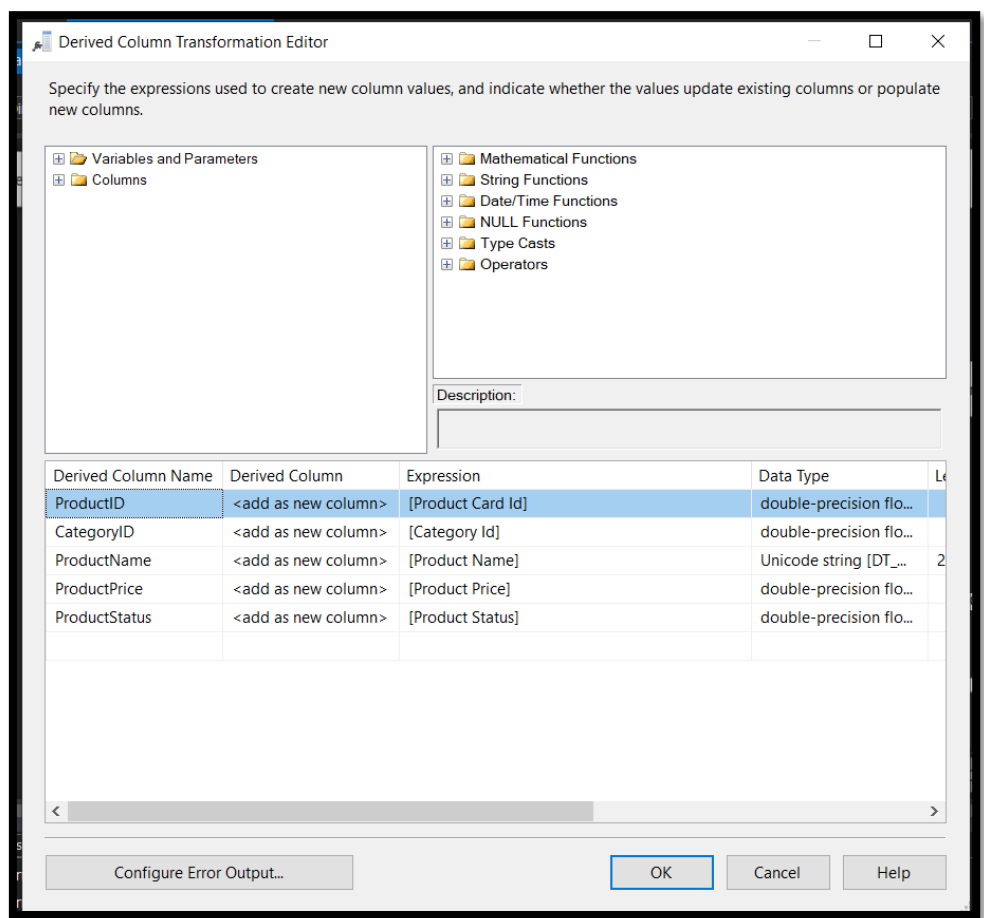 Derived Column Transformation Editor
Specify the expressions used to create new column values, and indicate whether the values update existing columns or populate
new columns.
Variables and Parameters
Columns
Mathematical Functions
String Functions
Date/Time Functions
NULL Functions
Type Casts
Operators
Description:
Derived Column Name Derived Column Expression Data Type
ProductID <add as new column> [Product Card Id] double-precision flo...
CategoryID <add as new column> [Category Id] double-precision flo...
ProductName <add as new column> [Product Name] Unicode string [DT_... 2
ProductPrice <add as new column> [Product Price] double-precision flo...
ProductStatus <add as new column> [Product Status] double-precision flo...
Configure Error Output... OK Cancel Help